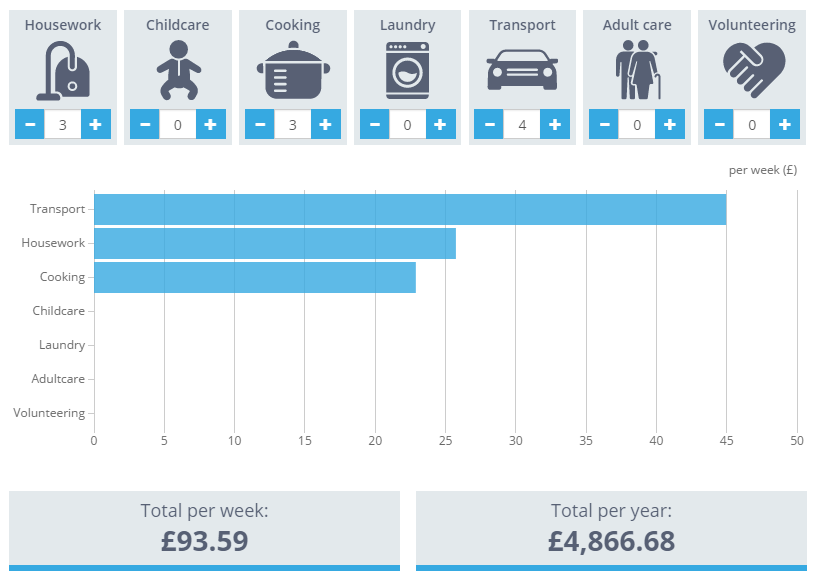 Housework Childcare Cooking Laundry Transport Adult care Volunteering
− 3 + − 0 + − 3 + − 0 + − 4 + − 0 + − 0 +
per week (£)
Transport
Housework
Cooking
Childcare
Laundry
Adultcare
Volunteering
0 5 10 15 20 25 30 35 40 45 50
Total per week: Total per year:
£93.59 £4,866.68